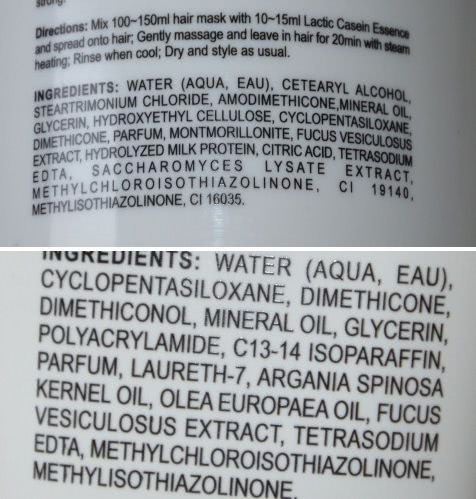 strong.
Directions: Mix 100~150ml hair mask with 10~15ml Lactic Casein Essence
and spread onto hair; Gently massage and leave in hair for 20min with steam
heating; Rinse when cool; Dry and style as usual.
INGREDIENTS: WATER (AQUA, EAU), CETEARYL ALCOHOL,
STEARTRIMONIUM CHLORIDE, AMODIMETHICONE,MINERAL OIL,
GLYCERIN, HYDROXYETHYL CELLULOSE, CYCLOPENTASILOXANE,
DIMETHICONE, PARFUM, MONTMORILLONITE, FUCUS VESICULOSUS
EXTRACT, HYDROLYZED MILK PROTEIN, CITRIC ACID, TETRASODIUM
EDTA, SACCHAROMYCES LYSATE EXTRACT,
METHYLCHLOROISOTHIAZOLINONE, CI 19140,
METHYLISOTHIAZOLINONE, CI 16035.
INGREDIENTS: WATER (AQUA, EAU),
CYCLOPENTASILOXANE, DIMETHICONE,
DIMETHICONOL, MINERAL OIL, GLYCERIN,
POLYACRYLAMIDE, C13-14 ISOPARAFFIN,
PARFUM, LAURETH-7, ARGANIA SPINOSA
KERNEL OIL, OLEA EUROPAEA OIL, FUCUS
VESICULOSUS EXTRACT, TETRASODIUM
EDTA, METHYLCHLOROISOTHIAZOLINONE,
METHYLISOTHIAZOLINONE.